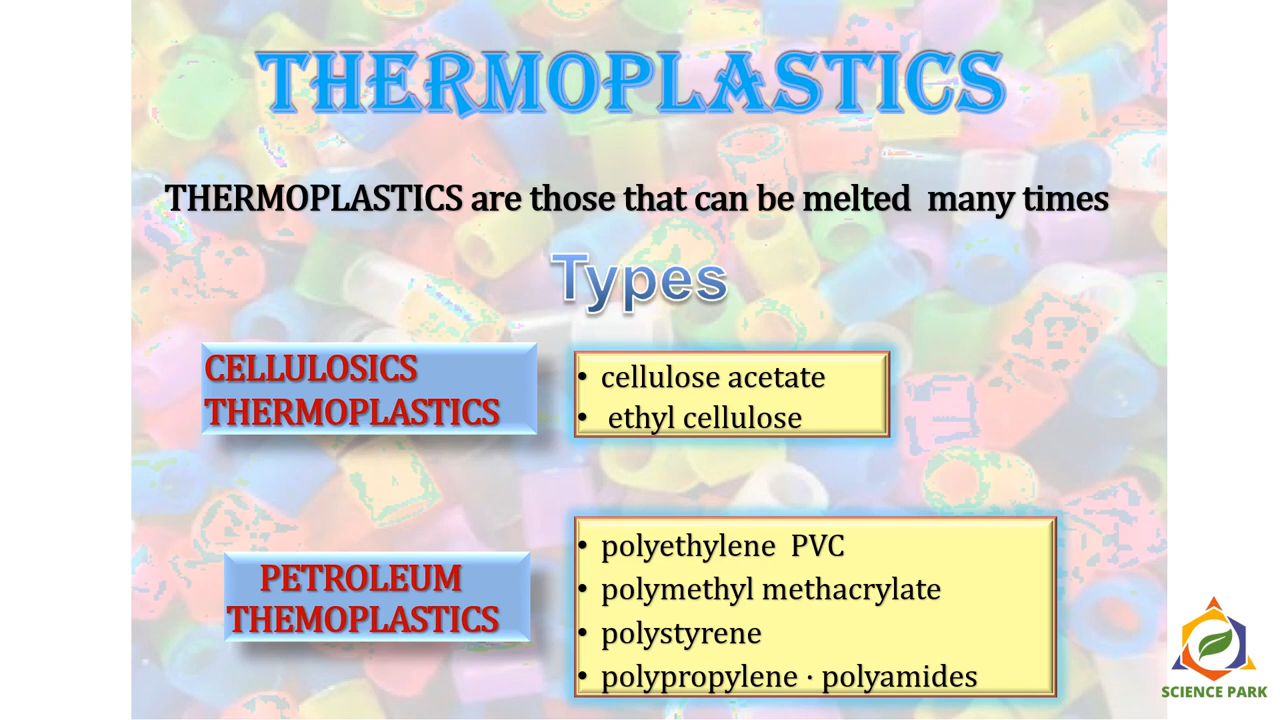 THERMOPLASTICS
THERMOPLASTICS are those that can be melted  many times
Types
CELLULOSICS
THERMOPLASTICS
• cellulose acetate
• ethyl cellulose
PETROLEUM
THEMOPLASTICS
• polyethylene  PVC
• polymethyl methacrylate
• polystyrene
• polypropylene · polyamides
SCIENCE PARK